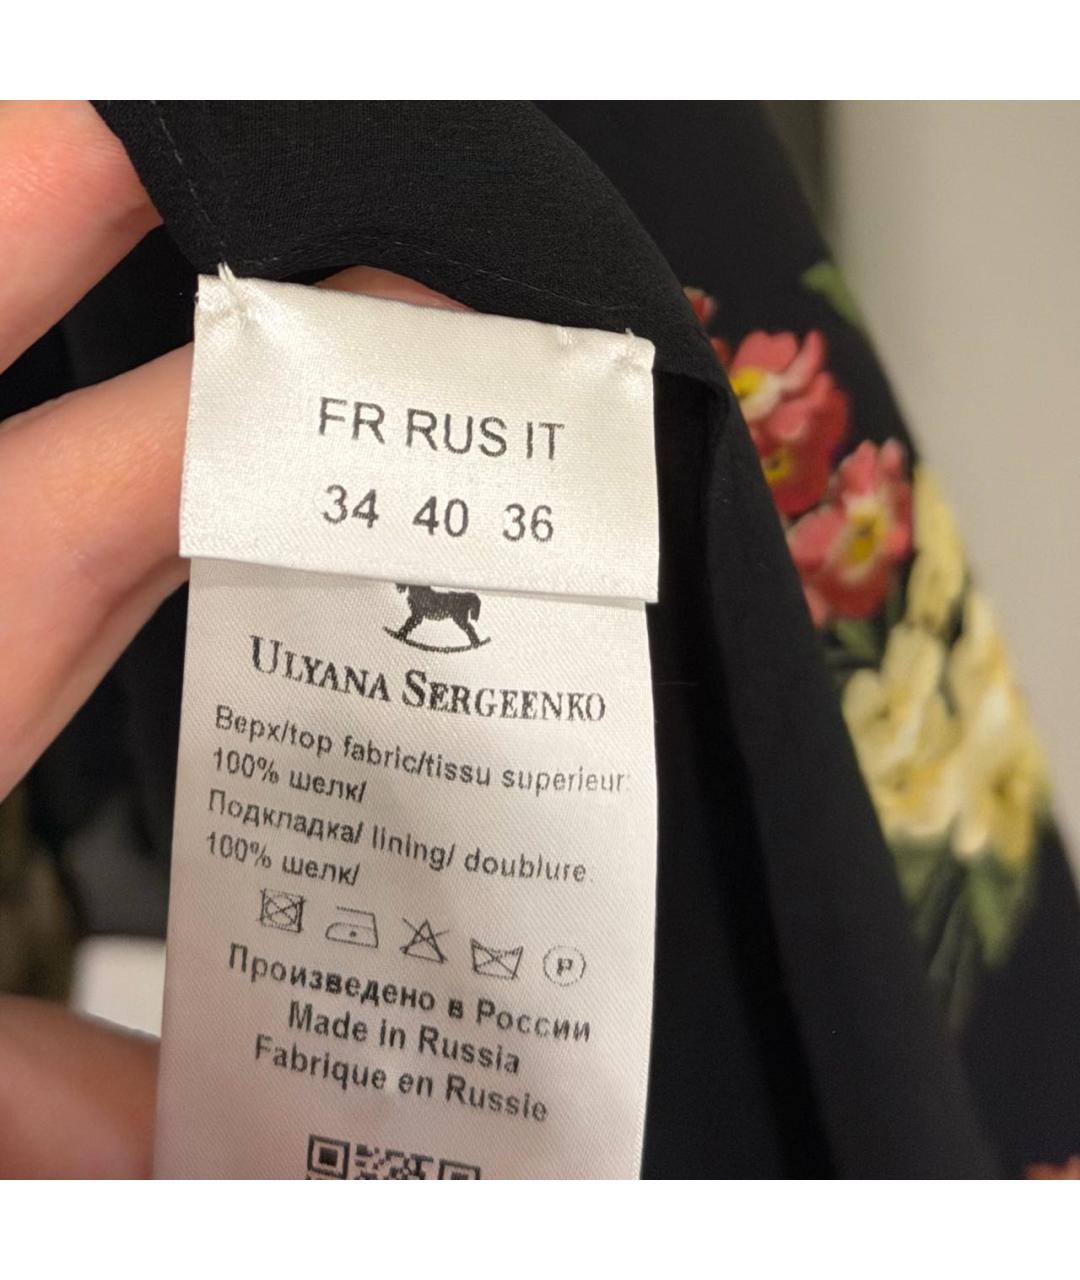 FR RUS IT
34 40 36
ULYANA SERGEENKO
Верх/top fabric/tissu superieur:
100% шелк/
Подкладка/ lining/ doublure:
100% шелк/
P
Произведено в России
Made in Russia
Fabrique en Russie